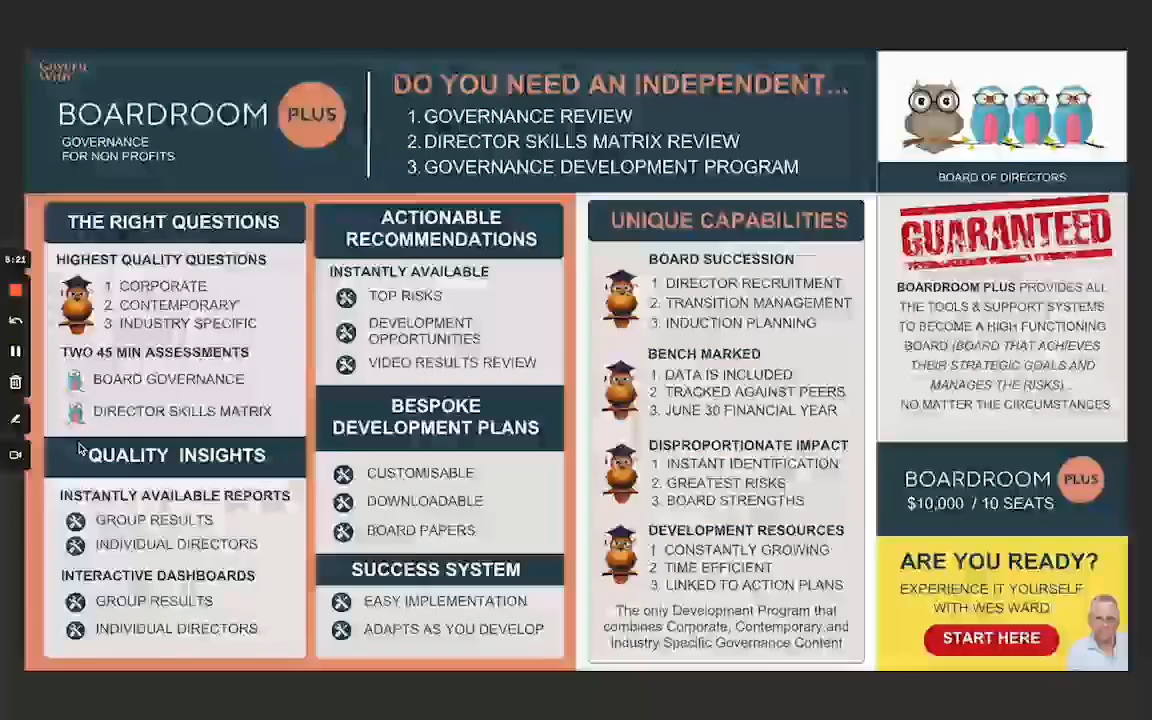 Govern
With
BOARDROOM PLUS
GOVERNANCE
FOR NON PROFITS
DO YOU NEED AN INDEPENDENT...
1. GOVERNANCE REVIEW
2. DIRECTOR SKILLS MATRIX REVIEW
3. GOVERNANCE DEVELOPMENT PROGRAM
BOARD OF DIRECTORS
THE RIGHT QUESTIONS
HIGHEST QUALITY QUESTIONS
1 CORPORATE
2. CONTEMPORARY
3 INDUSTRY SPECIFIC
TWO 45 MIN ASSESSMENTS
BOARD GOVERNANCE
DIRECTOR SKILLS MATRIX
QUALITY INSIGHTS
INSTANTLY AVAILABLE REPORTS
GROUP RESULTS
INDIVIDUAL DIRECTORS
INTERACTIVE DASHBOARDS
GROUP RESULTS
INDIVIDUAL DIRECTORS
ACTIONABLE
RECOMMENDATIONS
INSTANTLY AVAILABLE
TOP RISKS
DEVELOPMENT
OPPORTUNITIES
VIDEO RESULTS REVIEW
BESPOKE
DEVELOPMENT PLANS
CUSTOMISABLE
DOWNLOADABLE
BOARD PAPERS
SUCCESS SYSTEM
EASY IMPLEMENTATION
ADAPTS AS YOU DEVELOP
UNIQUE CAPABILITIES
BOARD SUCCESSION
1 DIRECTOR RECRUITMENT
2. TRANSITION MANAGEMENT
3. INDUCTION PLANNING
BENCH MARKED
1. DATA IS INCLUDED
2 TRACKED AGAINST PEERS
3. JUNE 30 FINANCIAL YEAR
DISPROPORTIONATE IMPACT
1 INSTANT IDENTIFICATION
2. GREATEST RISKS
3. BOARD STRENGTHS
DEVELOPMENT RESOURCES
1 CONSTANTLY GROWING
2 TIME EFFICIENT
3. LINKED TO ACTION PLANS
The only Development Program that
combines Corporate, Contemporary and
Industry Specific Governance Content
GUARANTEED
BOARDROOM PLUS PROVIDES ALL
THE TOOLS & SUPPORT SYSTEMS
TO BECOME A HIGH FUNCTIONING
BOARD (BOARD THAT ACHIEVES
THEIR STRATEGIC GOALS AND
MANAGES THE RISKS)...
NO MATTER THE CIRCUMSTANCES
BOARDROOM PLUS
$10,000 / 10 SEATS
ARE YOU READY?
EXPERIENCE IT YOURSELF
WITH WES WARD
START HERE
5:21